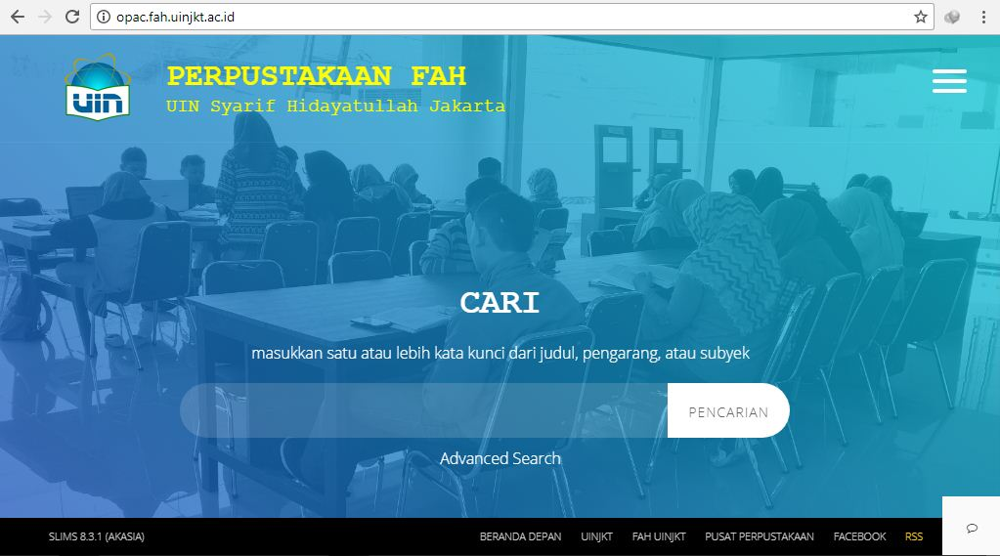 opac.fah.uinjkt.ac.id
uin
PERPUSTAKAAN FAH
UIN Syarif Hidayatullah Jakarta
CARI
masukkan satu atau lebih kata kunci dari judul, pengarang, atau subyek
PENCARIAN
Advanced Search
SLIMS 8.3.1 (AKASIA)
BERANDA DEPAN UINJKT FAH UINJKT PUSAT PERPUSTAKAAN FACEBOOK RSS